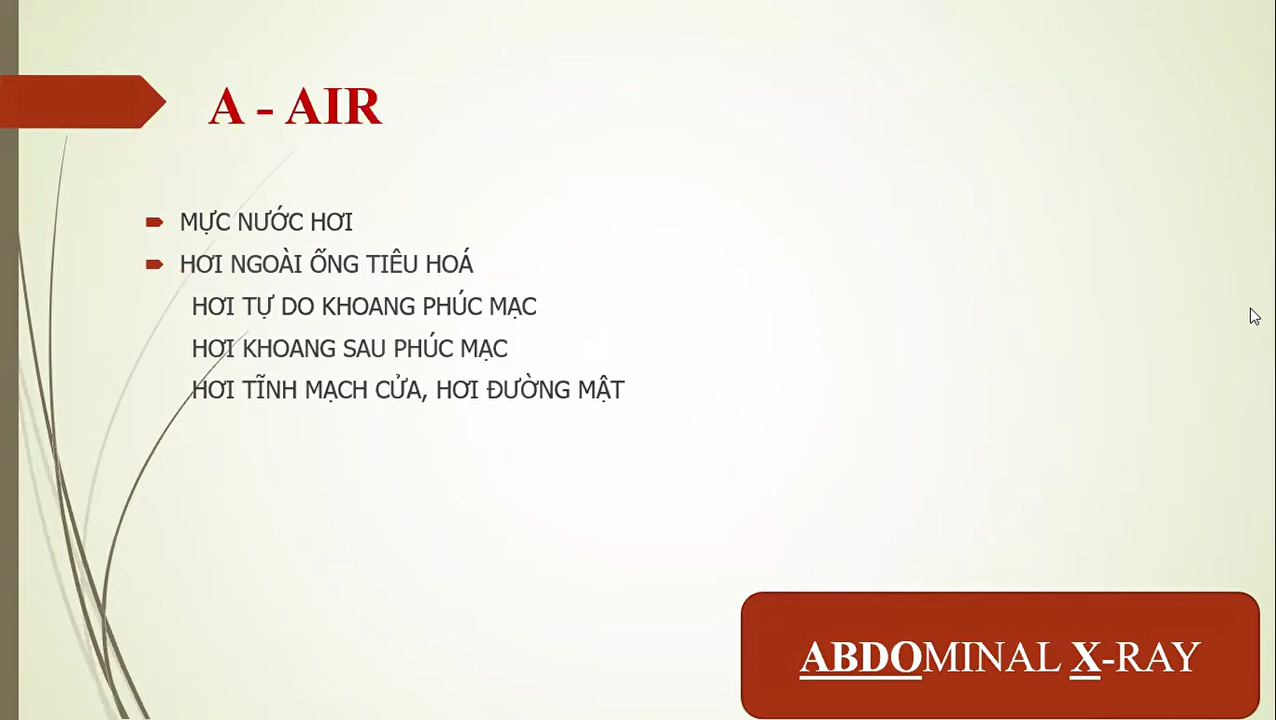 A - AIR
MỰC NƯỚC HƠI
HƠI NGOÀI ỐNG TIÊU HOÁ
HƠI TỰ DO KHOANG PHÚC MẠC
HƠI KHOANG SAU PHÚC MẠC
HƠI TĨNH MẠCH CỬA, HƠI ĐƯỜNG MẬT
ABDOMINAL X-RAY